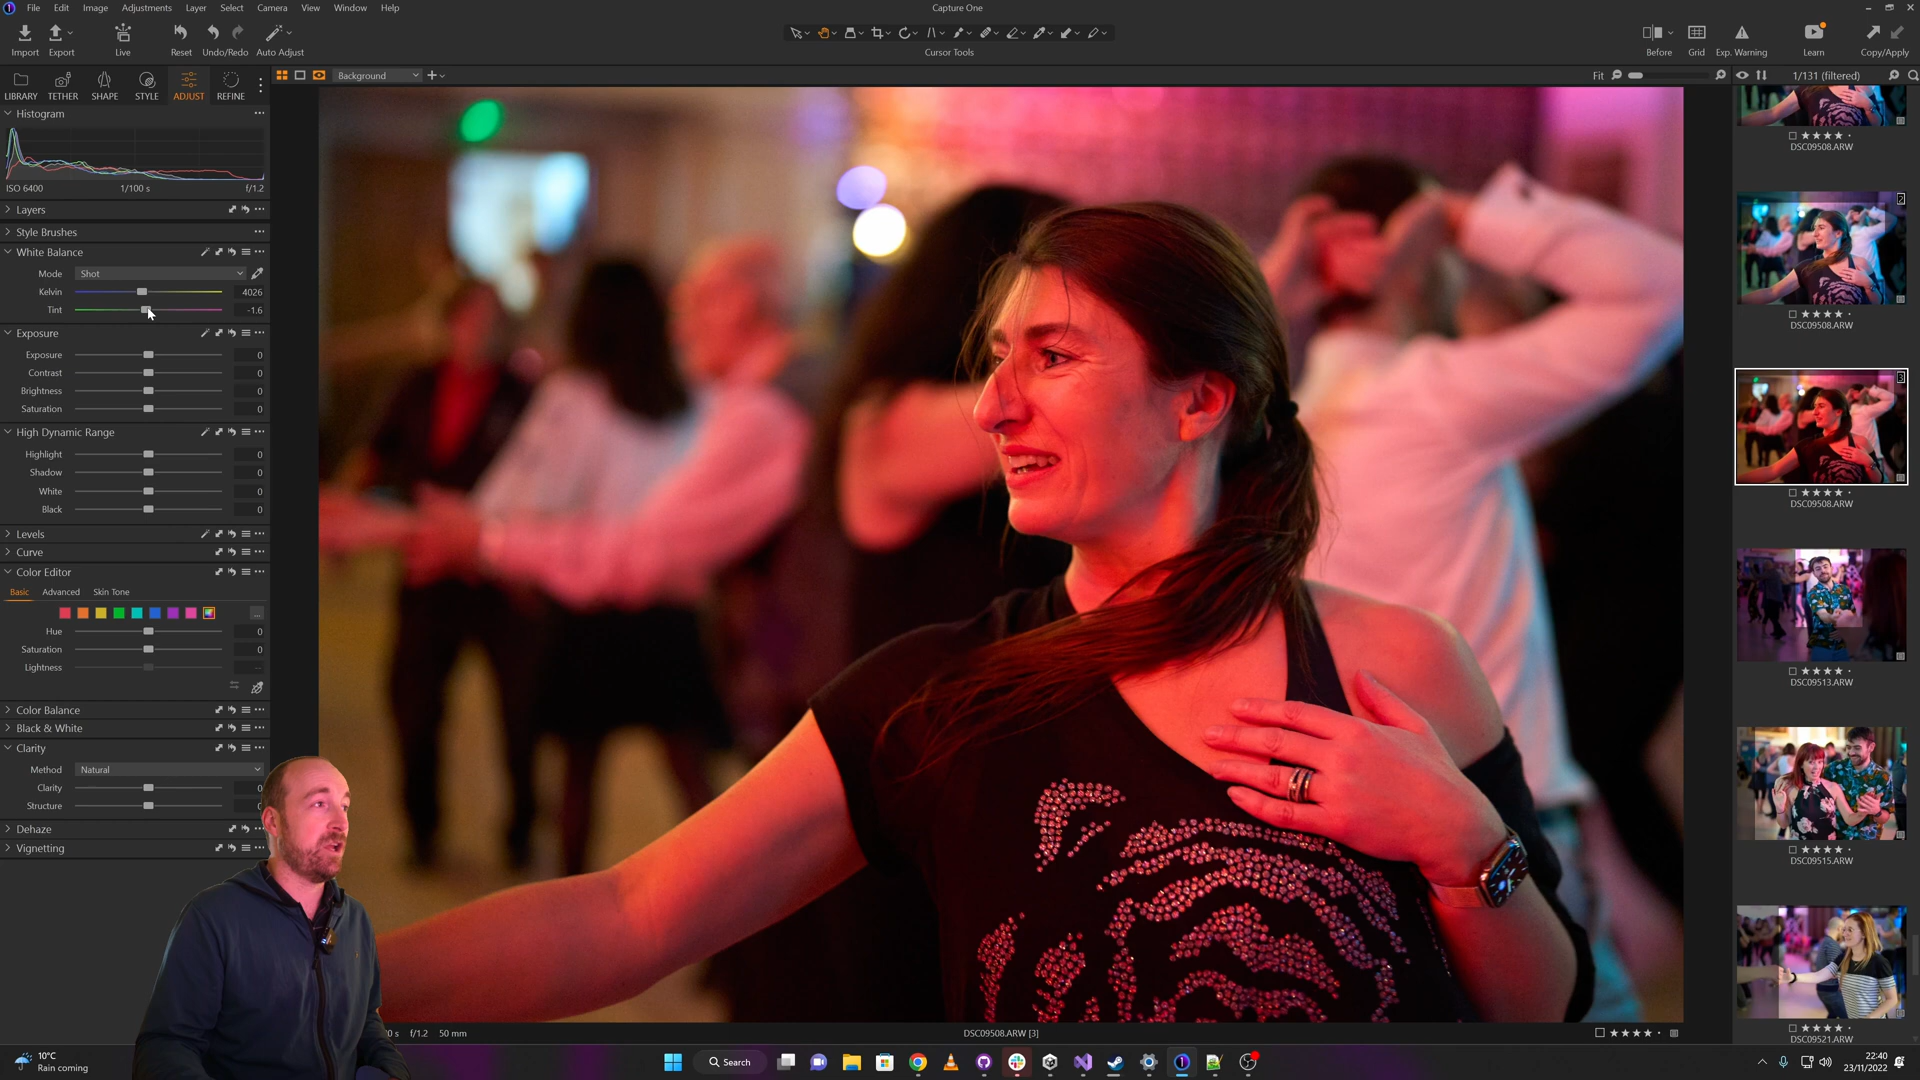 File Edit Image Adjustments Layer Select Camera View Window Help
Capture One
Import Export Live Reset Undo/Redo Auto Adjust
Cursor Tools
Before Grid Exp. Warning Learn Copy/Apply
LIBRARY TETHER SHAPE STYLE ADJUST REFINE
Background
Fit
1/131 (filtered)
Histogram
ISO 6400 1/100 s f/1.2
Layers
Style Brushes
White Balance
Mode Shot
Kelvin 4026
Tint -1.6
Exposure
Exposure 0
Contrast 0
Brightness 0
Saturation 0
High Dynamic Range
Highlight 0
Shadow 0
White 0
Black 0
Levels
Curve
Color Editor
Basic Advanced Skin Tone
Hue 0
Saturation 0
Lightness --
Color Balance
Black & White
Clarity
Method Natural
Clarity 0
Structure
Dehaze
Vignetting
DSC09508.ARW
2
DSC09508.ARW
3
DSC09508.ARW
DSC09513.ARW
DSC09515.ARW
DSC09521.ARW
0 s f/1.2 50 mm
DSC09508.ARW [3]
10°C
Rain coming
Search
22:40
23/11/2022